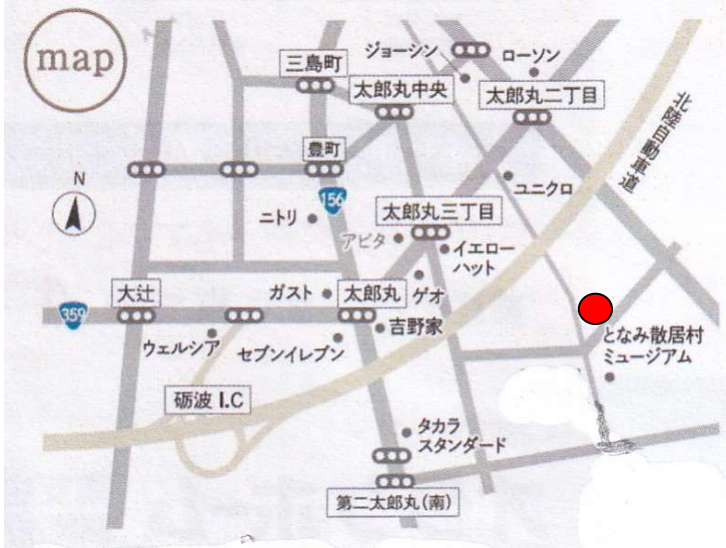 map
ジョーシン
ローソン
三島町
太郎丸中央
太郎丸二丁目
北陸自動車道
豊町
N
156
ユニクロ
ニトリ
太郎丸三丁目
アピタ
イエロー
ハット
大辻
ガスト
太郎丸
ゲオ
359
吉野家
となみ散居村
ミュージアム
ウェルシア
セブンイレブン
砺波 I.C
タカラ
スタンダード
第二太郎丸(南)